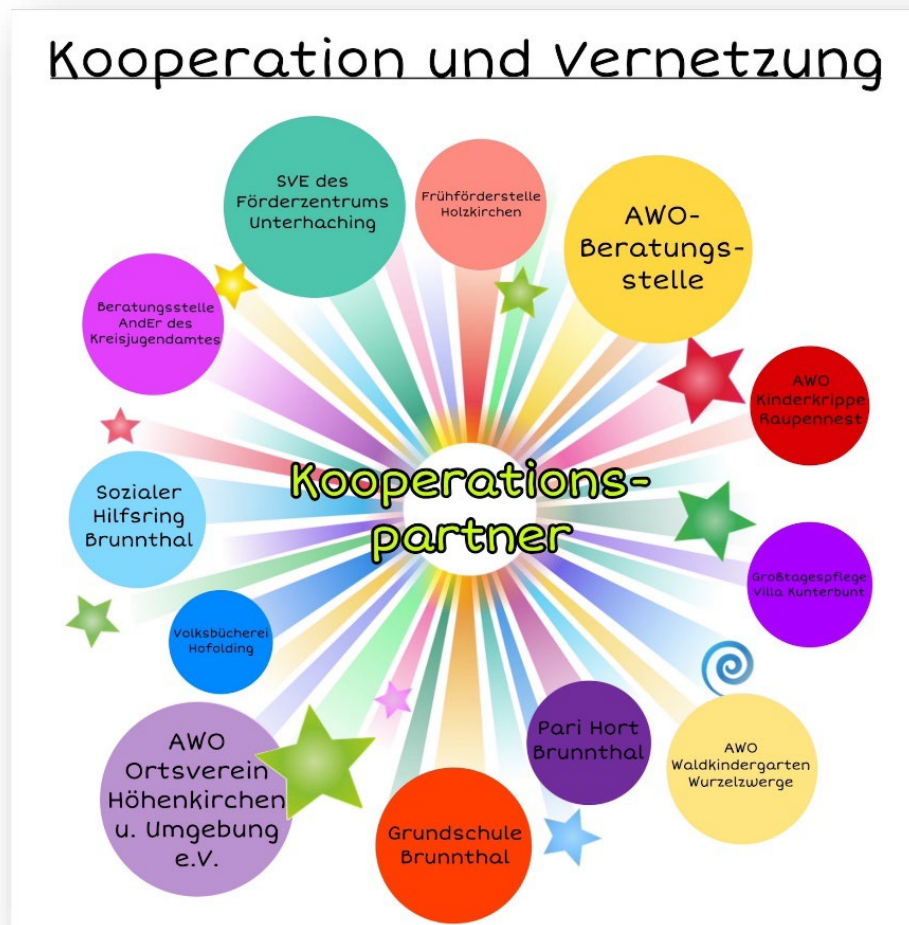 Kooperation und Vernetzung
SVE des
Förderzentrums
Unterhaching
Frühförderstelle
Holzkirchen
AWO-
Beratungs-
stelle
Beratungsstelle
AndEr des
Kreisjugendamtes
AWO
Kinderkrippe
Raupennest
Kooperations-
partner
Sozialer
Hilfsring
Brunnthal
Großtagespflege
Villa Kunterbunt
Volksbücherei
Hofolding
AWO
Ortsverein
Höhenkirchen
u. Umgebung
e.V.
Pari Hort
Brunnthal
AWO
Waldkindergarten
Wurzelzwerge
Grundschule
Brunnthal